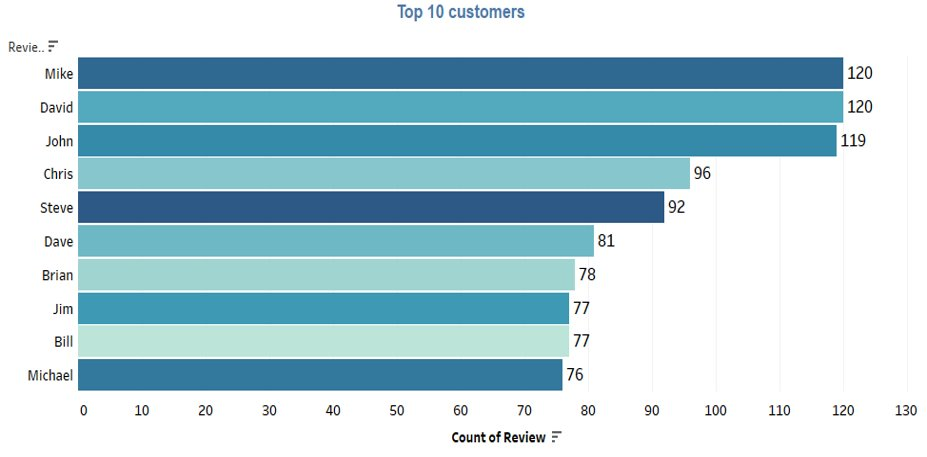 Top 10 customers
Revie..
Mike 120
David 120
John 119
Chris 96
Steve 92
Dave 81
Brian 78
Jim 77
Bill 77
Michael 76
0 10 20 30 40 50 60 70 80 90 100 110 120 130
Count of Review